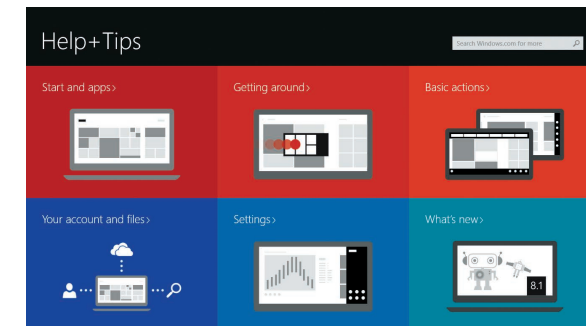 Help+Tips
Search Windows.com for more
Start and apps›
Getting around›
Basic actions›
Your account and files›
Settings›
What's new›
8.1